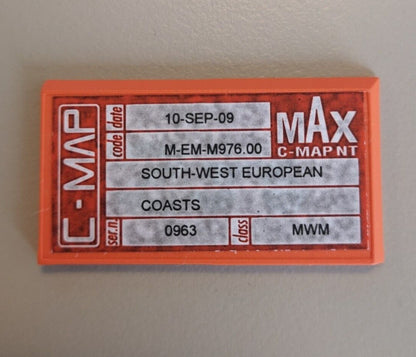 C-MAP
date 10-SEP-09
MAX
C-MAP NT
code M-EM-M976.00
SOUTH-WEST EUROPEAN
COASTS
ser.n. 0963 class MWM